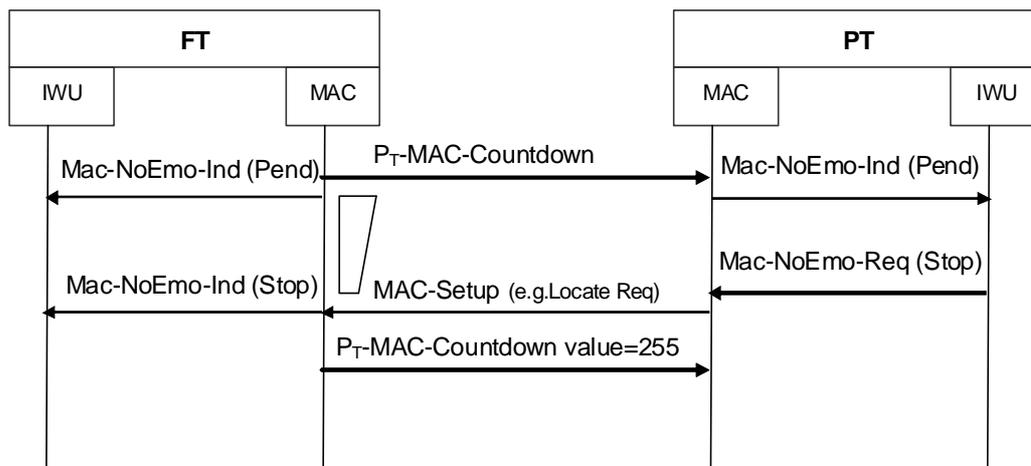 FT
PT
IWU
MAC
MAC
IWU
Mac-NoEmo-Ind (Pend)
PT-MAC-Countdown
Mac-NoEmo-Ind (Pend)
Mac-NoEmo-Ind (Stop)
MAC-Setup (e.g.Locate Req)
Mac-NoEmo-Req (Stop)
PT-MAC-Countdown value=255